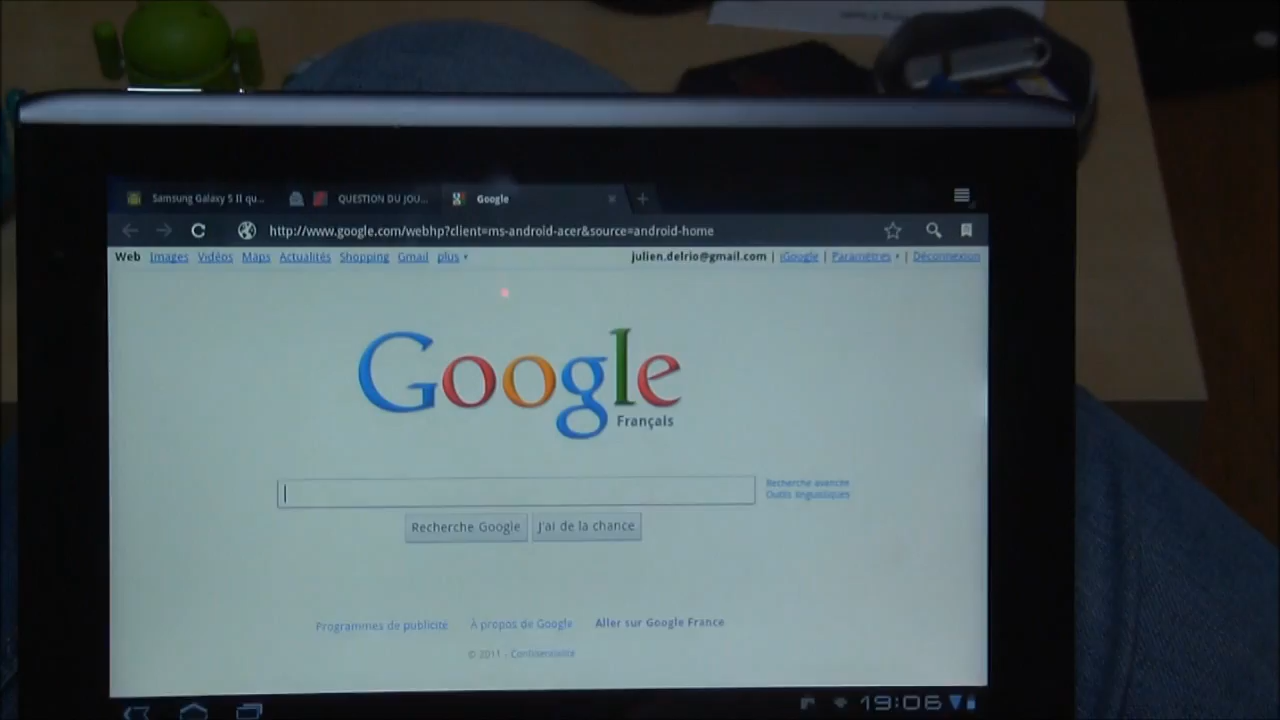 Samsung Galaxy S II qu... QUESTION DU JOU... Google
http://www.google.com/webhp?client=ms-android-acer&source=android-home
Web Images Vidéos Maps Actualités Shopping Gmail plus julien.delrio@gmail.com | iGoogle | Paramètres | Déconnexion
Google
Français
Recherche avancée
Outils linguistiques
Recherche Google J'ai de la chance
Programmes de publicité À propos de Google Aller sur Google France
© 2011 - Confidentialité
19:06